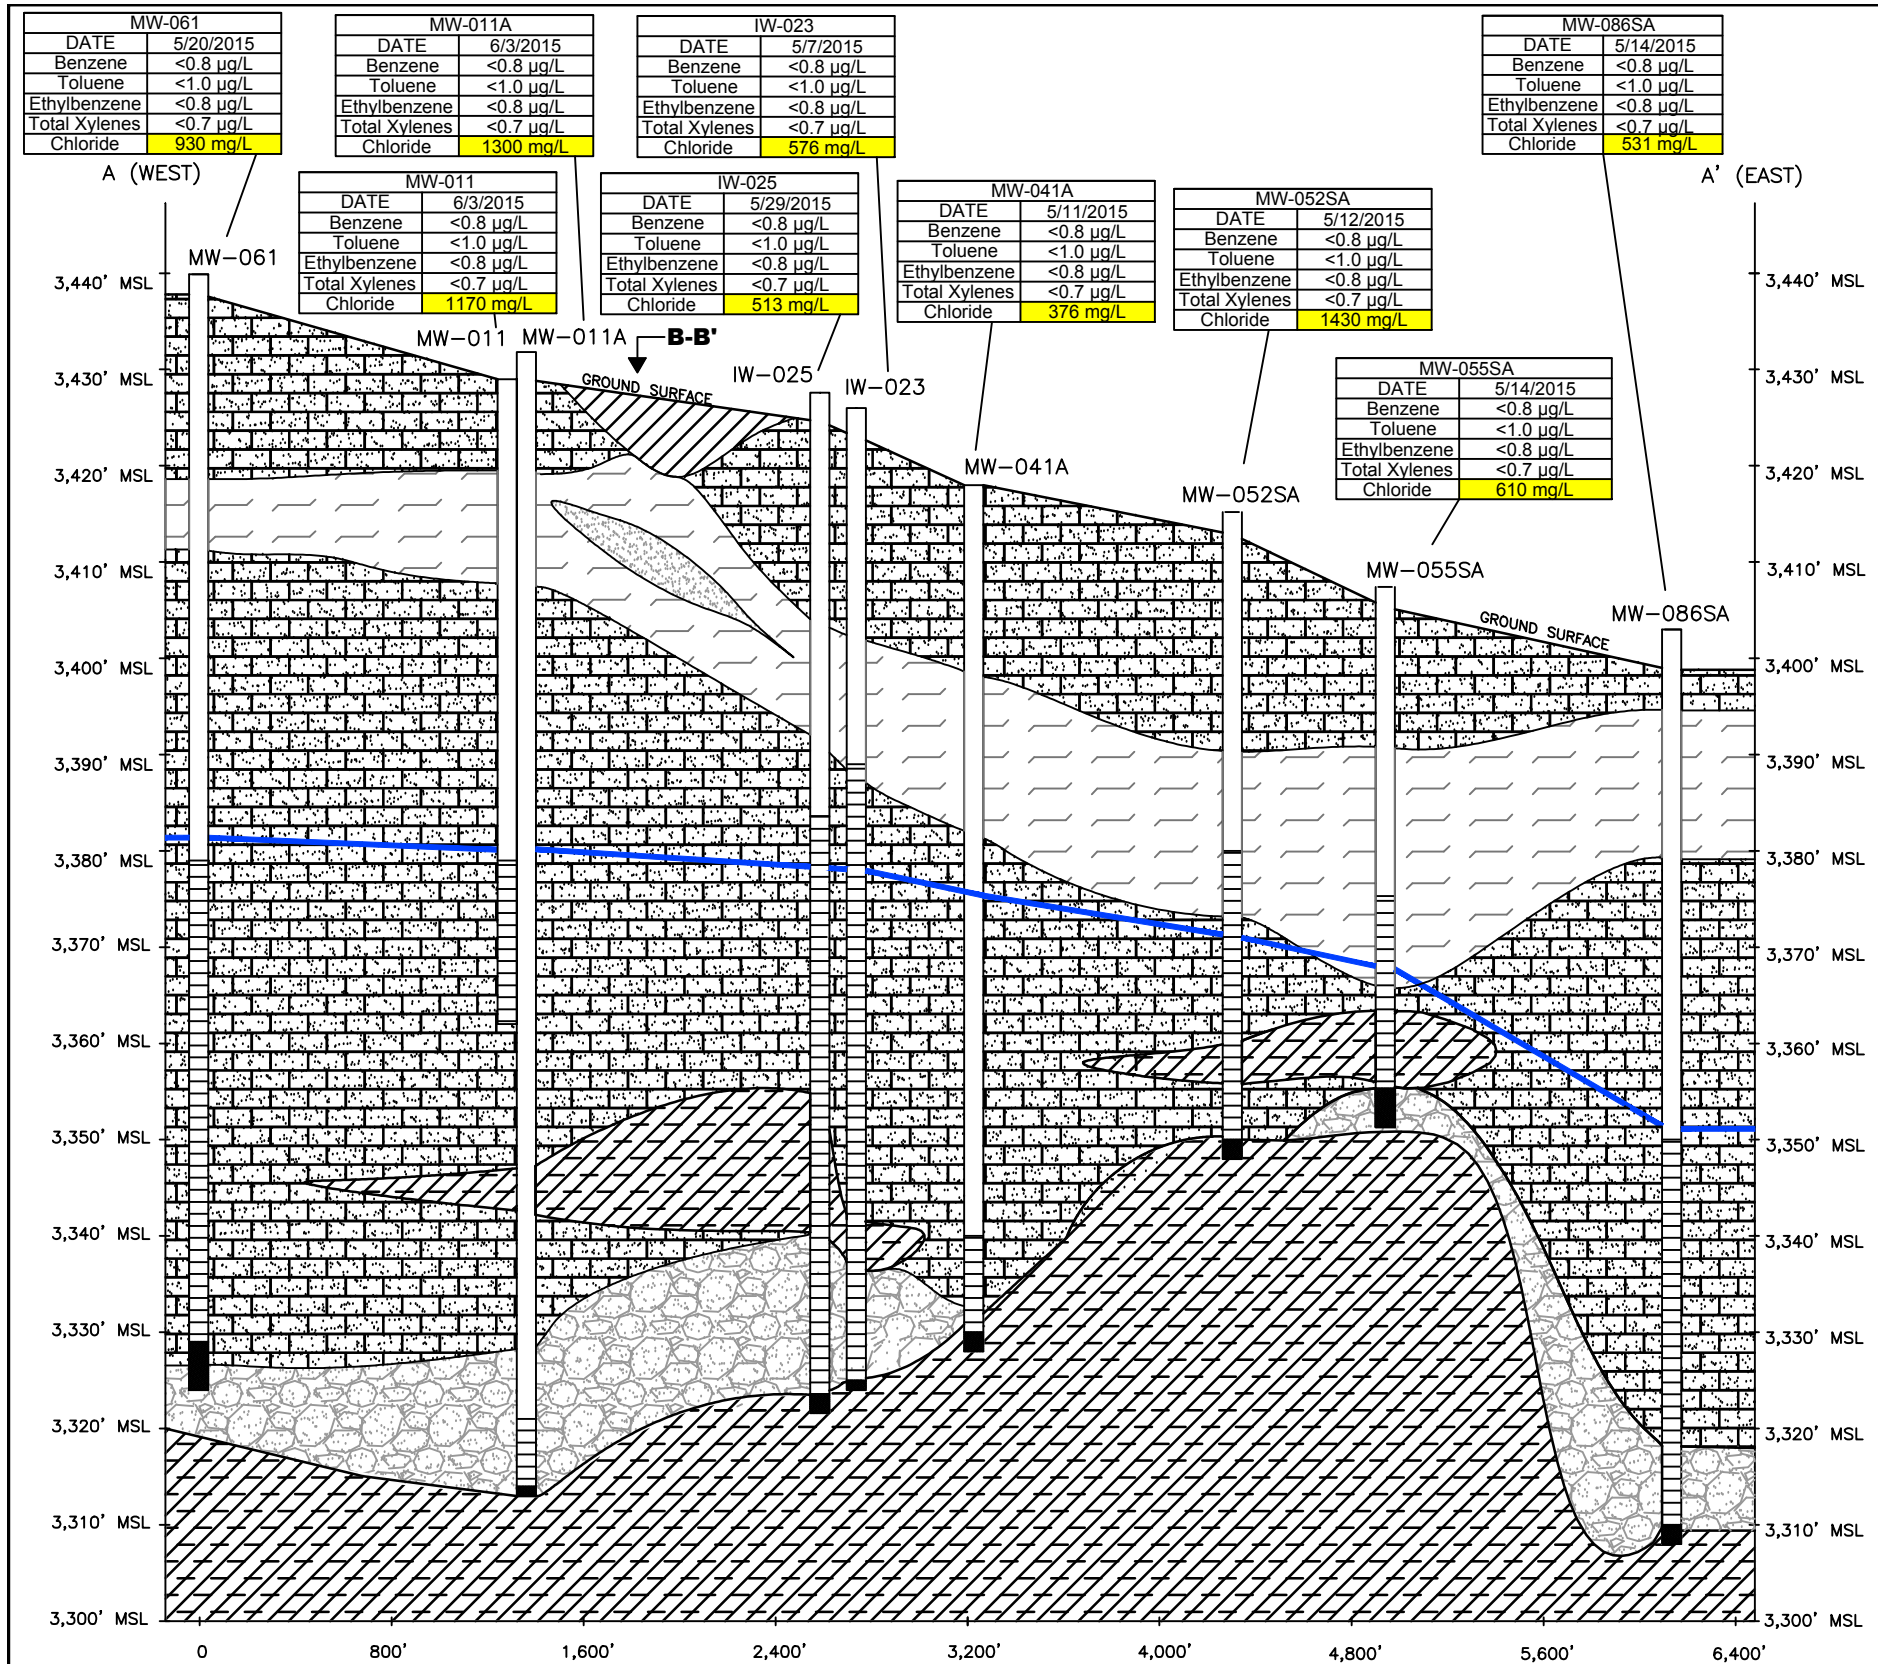 MW-061
DATE 5/20/2015
Benzene <0.8 µg/L
Toluene <1.0 µg/L
Ethylbenzene <0.8 µg/L
Total Xylenes <0.7 µg/L
Chloride 930 mg/L
MW-011A
DATE 6/3/2015
Benzene <0.8 µg/L
Toluene <1.0 µg/L
Ethylbenzene <0.8 µg/L
Total Xylenes <0.7 µg/L
Chloride 1300 mg/L
IW-023
DATE 5/7/2015
Benzene <0.8 µg/L
Toluene <1.0 µg/L
Ethylbenzene <0.8 µg/L
Total Xylenes <0.7 µg/L
Chloride 576 mg/L
MW-086SA
DATE 5/14/2015
Benzene <0.8 µg/L
Toluene <1.0 µg/L
Ethylbenzene <0.8 µg/L
Total Xylenes <0.7 µg/L
Chloride 531 mg/L
A (WEST)
A' (EAST)
MW-011
DATE 6/3/2015
Benzene <0.8 µg/L
Toluene <1.0 µg/L
Ethylbenzene <0.8 µg/L
Total Xylenes <0.7 µg/L
Chloride 1170 mg/L
IW-025
DATE 5/29/2015
Benzene <0.8 µg/L
Toluene <1.0 µg/L
Ethylbenzene <0.8 µg/L
Total Xylenes <0.7 µg/L
Chloride 513 mg/L
MW-041A
DATE 5/11/2015
Benzene <0.8 µg/L
Toluene <1.0 µg/L
Ethylbenzene <0.8 µg/L
Total Xylenes <0.7 µg/L
Chloride 376 mg/L
MW-052SA
DATE 5/12/2015
Benzene <0.8 µg/L
Toluene <1.0 µg/L
Ethylbenzene <0.8 µg/L
Total Xylenes <0.7 µg/L
Chloride 1430 mg/L
MW-055SA
DATE 5/14/2015
Benzene <0.8 µg/L
Toluene <1.0 µg/L
Ethylbenzene <0.8 µg/L
Total Xylenes <0.7 µg/L
Chloride 610 mg/L
MW-061
MW-011
MW-011A
B-B'
GROUND SURFACE
IW-025
IW-023
MW-041A
MW-052SA
MW-055SA
GROUND SURFACE
MW-086SA
3,440' MSL
3,430' MSL
3,420' MSL
3,410' MSL
3,400' MSL
3,390' MSL
3,380' MSL
3,370' MSL
3,360' MSL
3,350' MSL
3,340' MSL
3,330' MSL
3,320' MSL
3,310' MSL
3,300' MSL
3,440' MSL
3,430' MSL
3,420' MSL
3,410' MSL
3,400' MSL
3,390' MSL
3,380' MSL
3,370' MSL
3,360' MSL
3,350' MSL
3,340' MSL
3,330' MSL
3,320' MSL
3,310' MSL
3,300' MSL
0 800' 1,600' 2,400' 3,200' 4,000' 4,800' 5,600' 6,400'